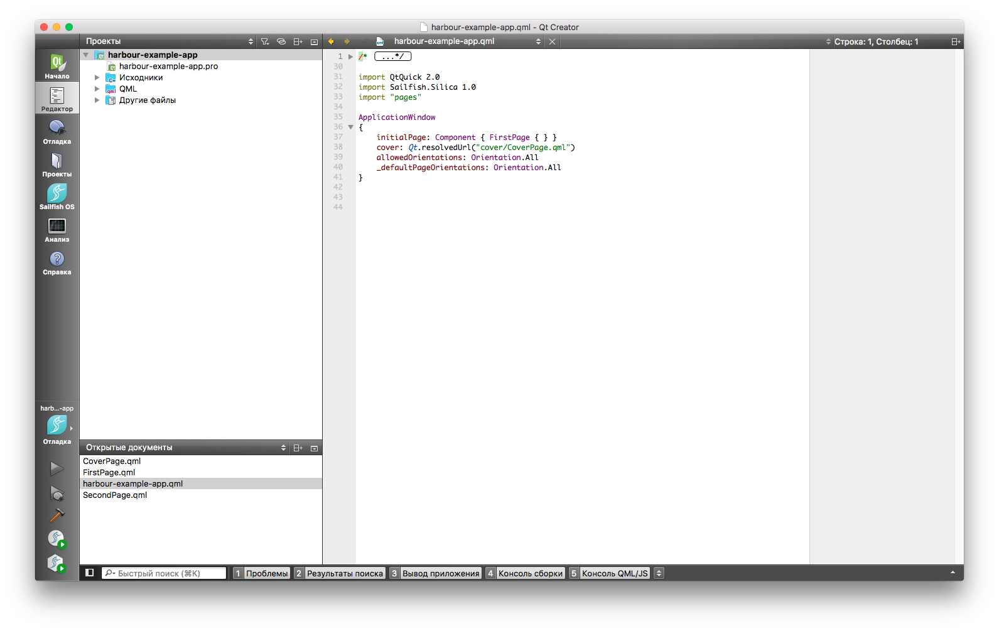 harbour-example-app.qml - Qt Creator
Проекты
harbour-example-app.qml
Строка: 1, Столбец: 1
Начало
Редактор
Отладка
Проекты
Sailfish OS
Анализ
Справка
harb...-app
Отладка
harbour-example-app
harbour-example-app.pro
Исходники
QML
Другие файлы
Открытые документы
CoverPage.qml
FirstPage.qml
harbour-example-app.qml
SecondPage.qml
1 /* ...*/
30
31 import QtQuick 2.0
32 import Sailfish.Silica 1.0
33 import "pages"
34
35 ApplicationWindow
36 {
37 initialPage: Component { FirstPage { } }
38 cover: Qt.resolvedUrl("cover/CoverPage.qml")
39 allowedOrientations: Orientation.All
40 _defaultPageOrientations: Orientation.All
41 }
42
43
44
Быстрый поиск (⌘K) 1 Проблемы 2 Результаты поиска 3 Вывод приложения 4 Консоль сборки 5 Консоль QML/JS